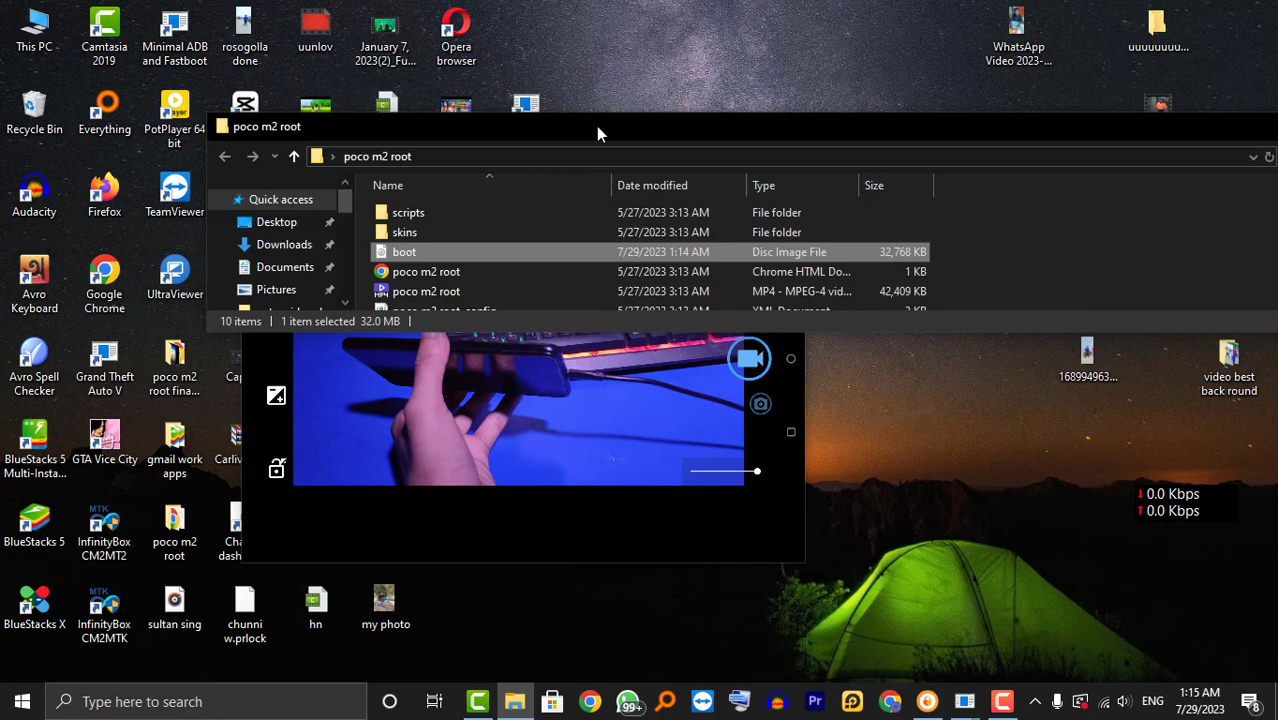 This PC
Camtasia 2019
Minimal ADB and Fastboot
rosogolla done
uunlov
January 7, 2023(2)_Fu...
Opera browser
WhatsApp Video 2023-...
uuuuuuuu...
Recycle Bin
Everything
PotPlayer 64 bit
poco m2 root
poco m2 root
Name
Date modified
Type
Size
Quick access
Desktop
Downloads
Documents
Pictures
scripts 5/27/2023 3:13 AM File folder
skins 5/27/2023 3:13 AM File folder
boot 7/29/2023 1:14 AM Disc Image File 32,768 KB
poco m2 root 5/27/2023 3:13 AM Chrome HTML Do... 1 KB
poco m2 root 5/27/2023 3:13 AM MP4 - MPEG-4 vid... 42,409 KB
10 items 1 item selected 32.0 MB
Audacity
Firefox
TeamViewer
Avro Keyboard
Google Chrome
UltraViewer
Avro Spell Checker
Grand Theft Auto V
poco m2 root fina...
168994963...
video best back round
BlueStacks 5 Multi-Insta...
GTA Vice City
gmail work apps
0.0 Kbps
0.0 Kbps
BlueStacks 5
InfinityBox CM2MT2
poco m2 root
BlueStacks X
InfinityBox CM2MTK
sultan sing
chunni w.prlock
hn
my photo
Type here to search
99+
Pr
ENG
1:15 AM
7/29/2023
8